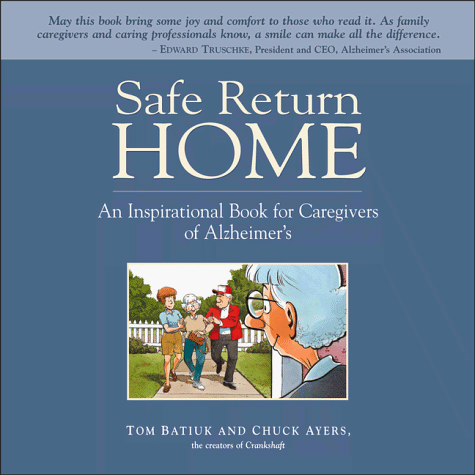 May this book bring some joy and comfort to those who read it. As family
caregivers and caring professionals know, a smile can make all the difference.
– EDWARD TRUSCHKE, President and CEO, Alzheimer's Association
Safe Return
HOME
An Inspirational Book for Caregivers
of Alzheimer's
TOM BATIUK AND CHUCK AYERS,
the creators of Crankshaft